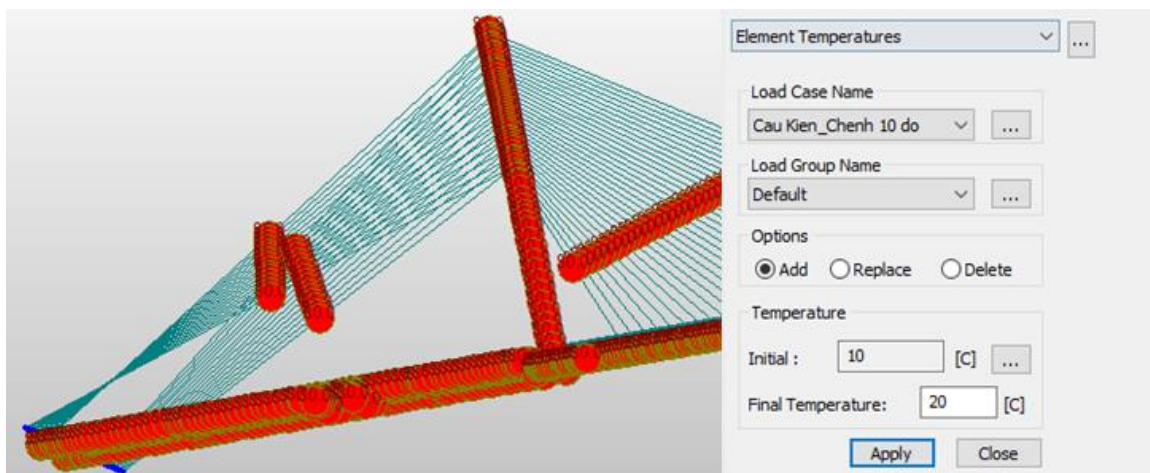 Element Temperatures
...
Load Case Name
Cau Kien_Chenh 10 do
...
Load Group Name
Default
...
Options
Add Replace Delete
Temperature
Initial : 10 [C] ...
Final Temperature: 20 [C]
Apply Close